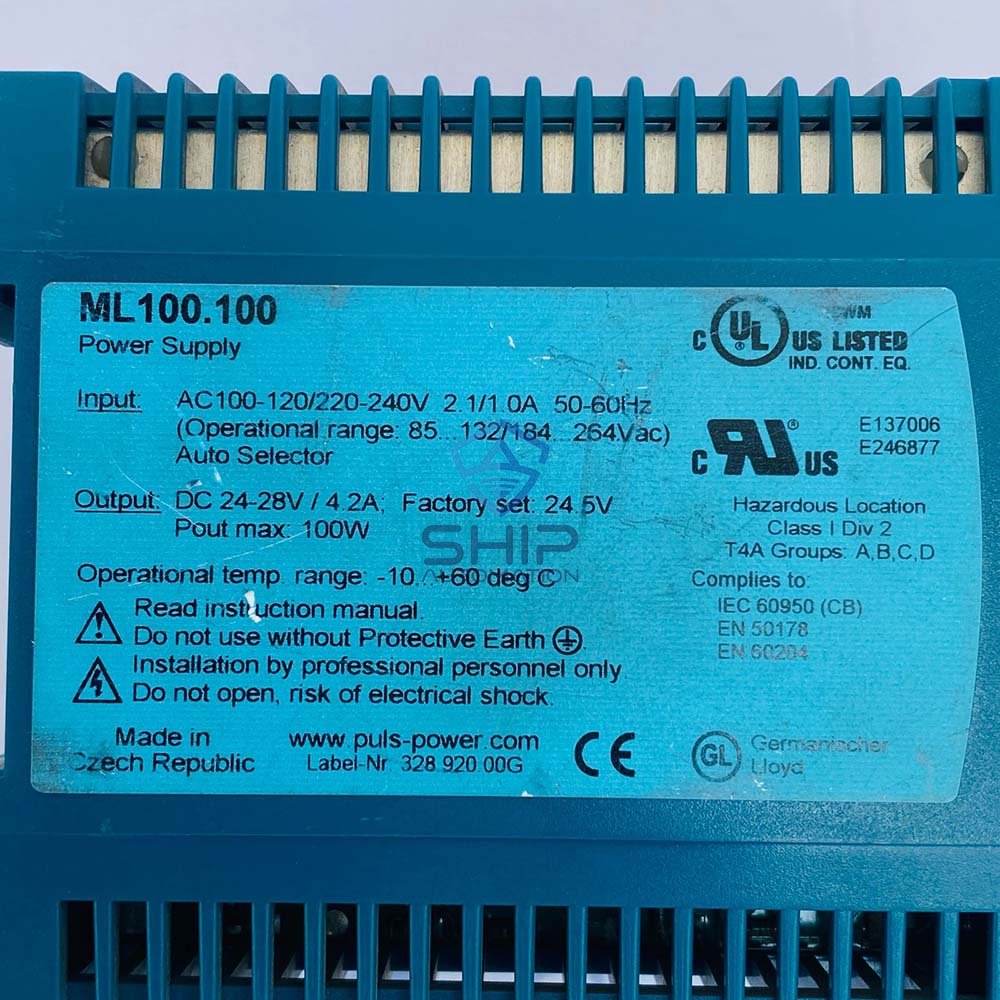 ML100.100
Power Supply
Input: AC100-120/220-240V 2.1/1.0A 50-60Hz
(Operational range: 85...132/184...264Vac)
Auto Selector
Output: DC 24-28V / 4.2A; Factory set: 24.5V
Pout max: 100W
Operational temp. range: -10...+60 deg C
Read instruction manual.
Do not use without Protective Earth
Installation by professional personnel only
Do not open, risk of electrical shock.
Made in
Czech Republic
www.puls-power.com
Label-Nr. 328.920.00G
CE
C UL ® US LISTED
IND. CONT. EQ.
C RU ® US
E137006
E246877
Hazardous Location
Class I Div 2
T4A Groups: A,B,C,D
Complies to:
IEC 60950 (CB)
EN 50178
EN 60204
GL Germanischer
Lloyd
SHIP
AUTOMATION